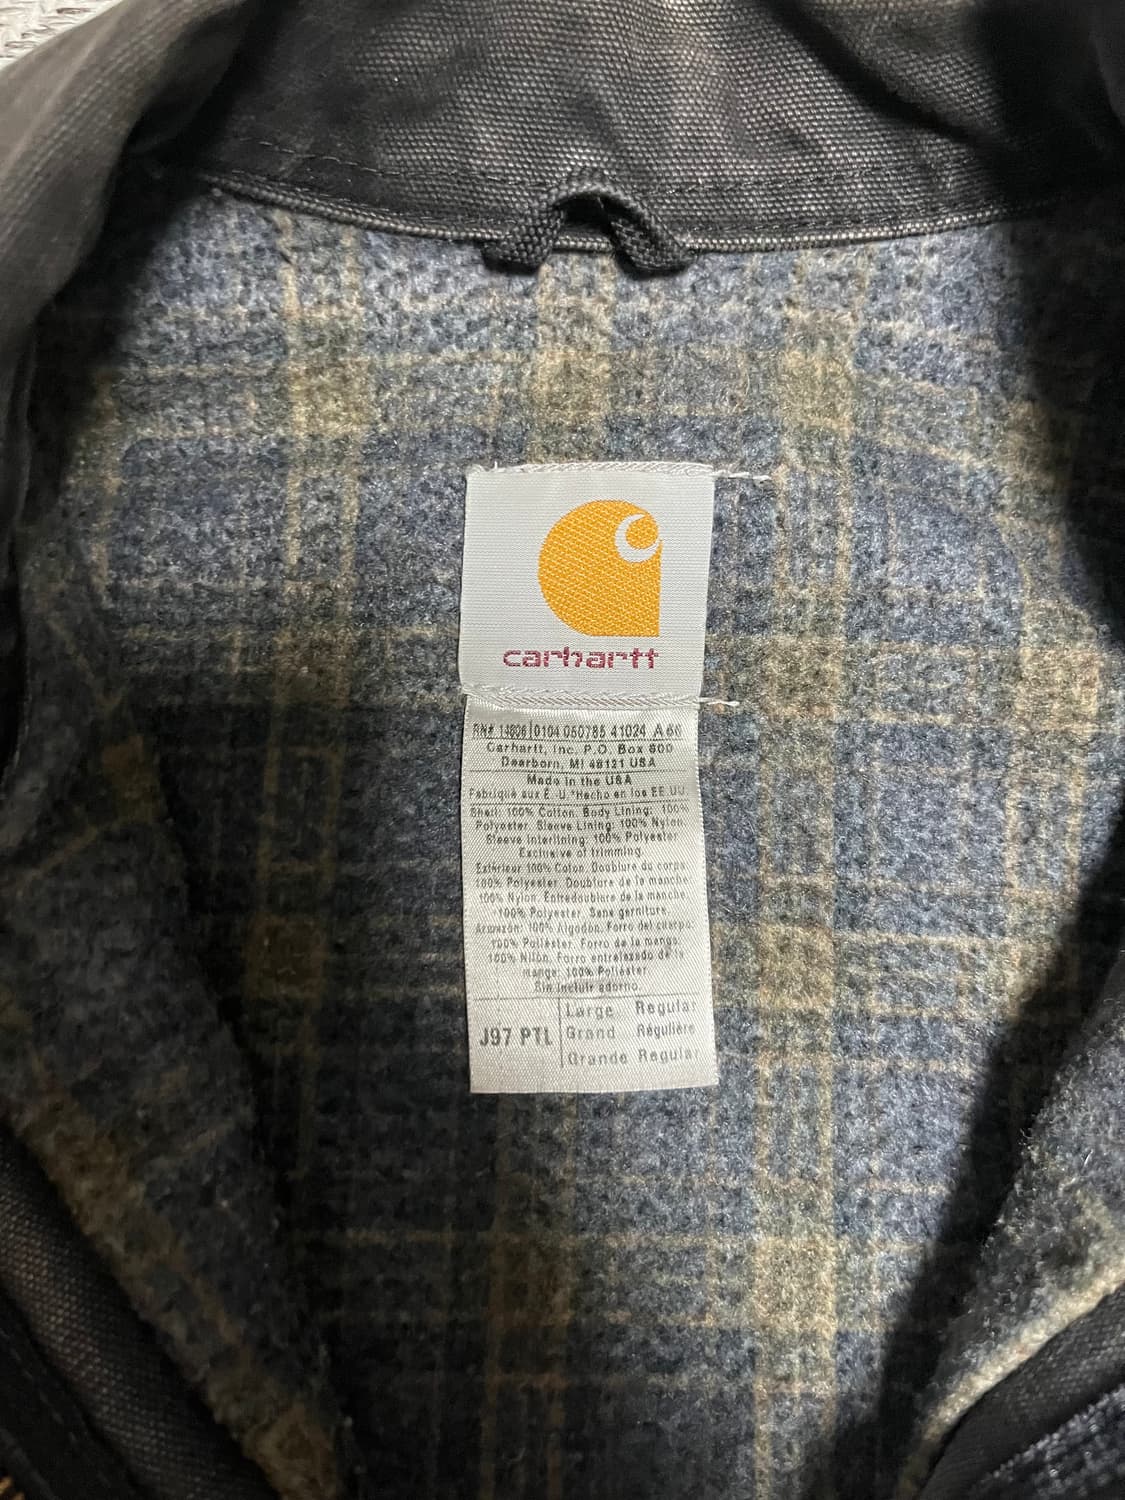 carhartt
RN# 14806 0104 050785 41024 A 66
Carhartt, Inc. P.O. Box 600
Dearborn, MI 48121 USA
Made in the USA
Fabriqué aux É. U. *Hecho en los EE.UU.
Shell: 100% Cotton. Body Lining: 100%
Polyester. Sleeve Lining: 100% Nylon.
Sleeve Interlining: 100% Polyester.
Exclusive of trimming.
Extérieur 100% Coton. Doublure du corps:
100% Polyester. Doublure de la manche:
100% Nylon. Entredoublure de la manche:
100% Polyester. Sans garniture.
Armazón: 100% Algodón. Forro del cuerpo:
100% Poliéster. Forro de la manga:
100% Nilón. Forro entrelazado de la
manga: 100% Poliéster.
Sin incluir adorno.
J97 PTL
Large Regular
Grand Régulière
Grande Regular